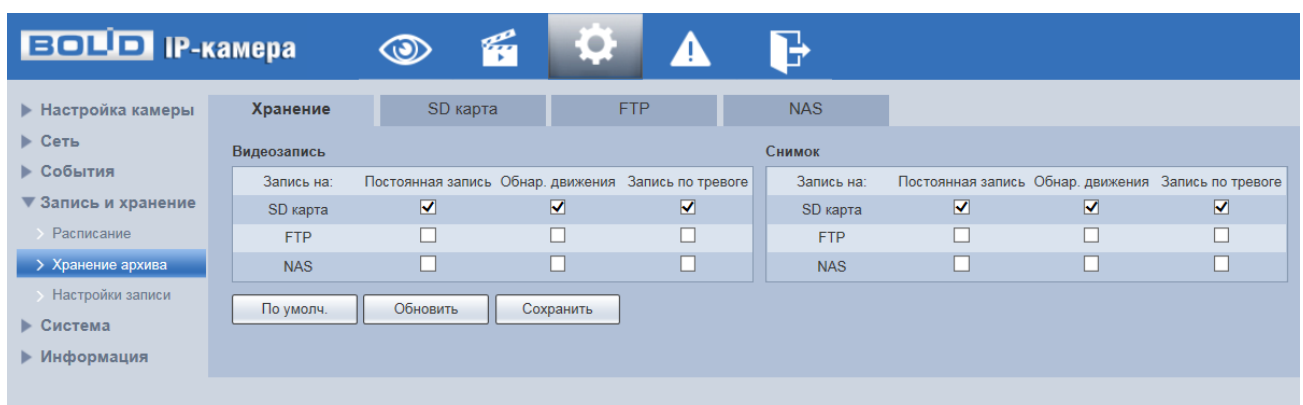 BOLID IP-камера
Настройка камеры
Сеть
События
Запись и хранение
Расписание
Хранение архива
Настройки записи
Система
Информация
Хранение SD карта FTP NAS
Видеозапись
Запись на: Постоянная запись Обнар. движения Запись по тревоге
SD карта
FTP
NAS
Снимок
Запись на: Постоянная запись Обнар. движения Запись по тревоге
SD карта
FTP
NAS
По умолч. Обновить Сохранить